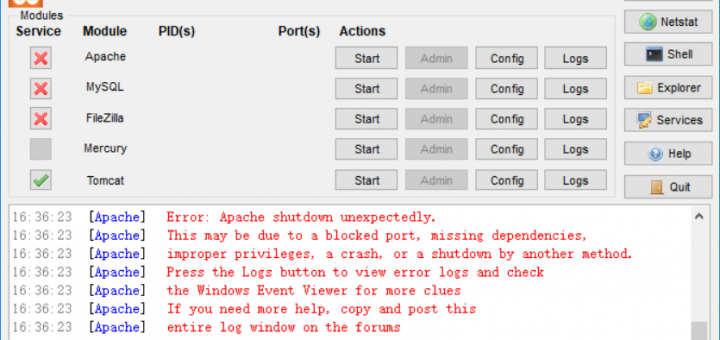 Modules
Service Module PID(s) Port(s) Actions
Apache Start Admin Config Logs
MySQL Start Admin Config Logs
FileZilla Start Admin Config Logs
Mercury Start Admin Config Logs
Tomcat Start Admin Config Logs
Netstat
Shell
Explorer
Services
Help
Quit
16:36:23 [Apache] Error: Apache shutdown unexpectedly.
16:36:23 [Apache] This may be due to a blocked port, missing dependencies,
16:36:23 [Apache] improper privileges, a crash, or a shutdown by another method.
16:36:23 [Apache] Press the Logs button to view error logs and check
16:36:23 [Apache] the Windows Event Viewer for more clues
16:36:23 [Apache] If you need more help, copy and post this
16:36:23 [Apache] entire log window on the forums